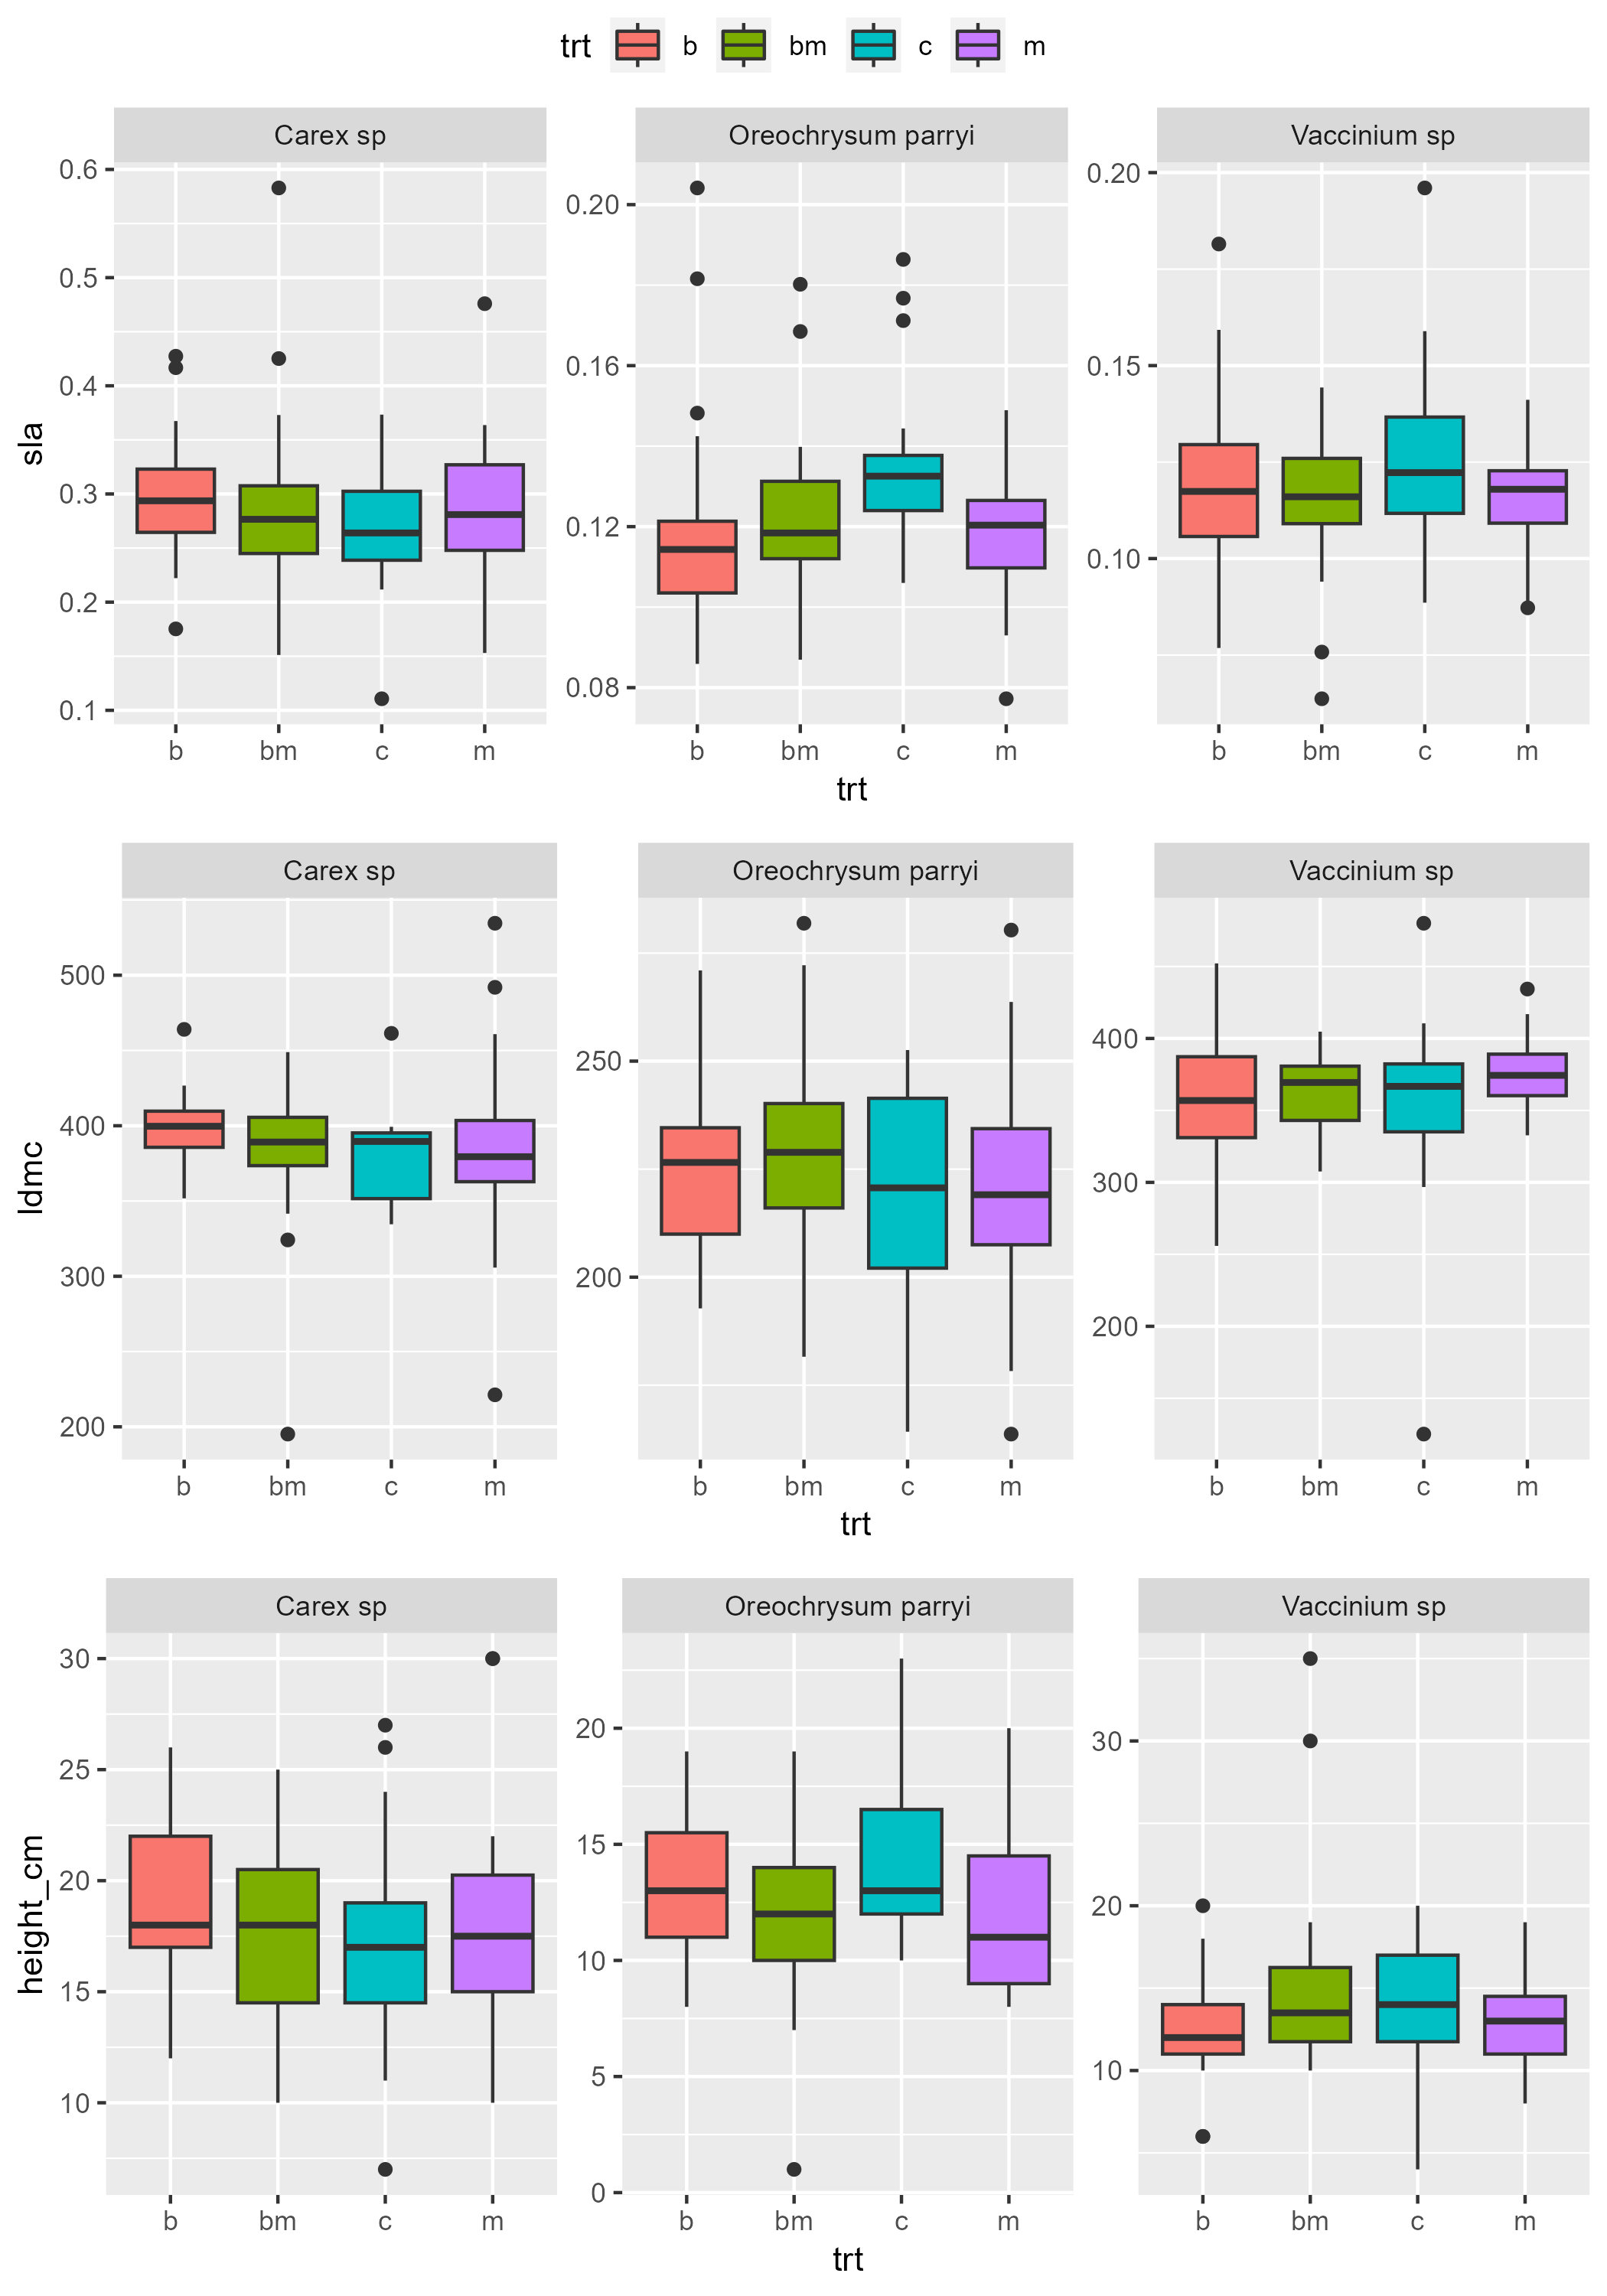 trt b bm c m
Carex sp Oreochrysum parryi Vaccinium sp
sla
0.6
0.5
0.4
0.3
0.2
0.1
0.20
0.16
0.12
0.08
0.20
0.15
0.10
b bm c m b bm c m b bm c m
trt
Carex sp Oreochrysum parryi Vaccinium sp
ldmc
500
400
300
200
250
200
400
300
200
b bm c m b bm c m b bm c m
trt
Carex sp Oreochrysum parryi Vaccinium sp
height_cm
30
25
20
15
10
20
15
10
5
0
30
20
10
b bm c m b bm c m b bm c m
trt